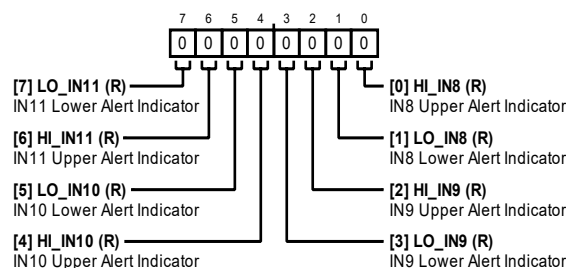 7 6 5 4 3 2 1 0
0 0 0 0 0 0 0 0
[7] LO_IN11 (R)
IN11 Lower Alert Indicator
[6] HI_IN11 (R)
IN11 Upper Alert Indicator
[5] LO_IN10 (R)
IN10 Lower Alert Indicator
[4] HI_IN10 (R)
IN10 Upper Alert Indicator
[0] HI_IN8 (R)
IN8 Upper Alert Indicator
[1] LO_IN8 (R)
IN8 Lower Alert Indicator
[2] HI_IN9 (R)
IN9 Upper Alert Indicator
[3] LO_IN9 (R)
IN9 Lower Alert Indicator